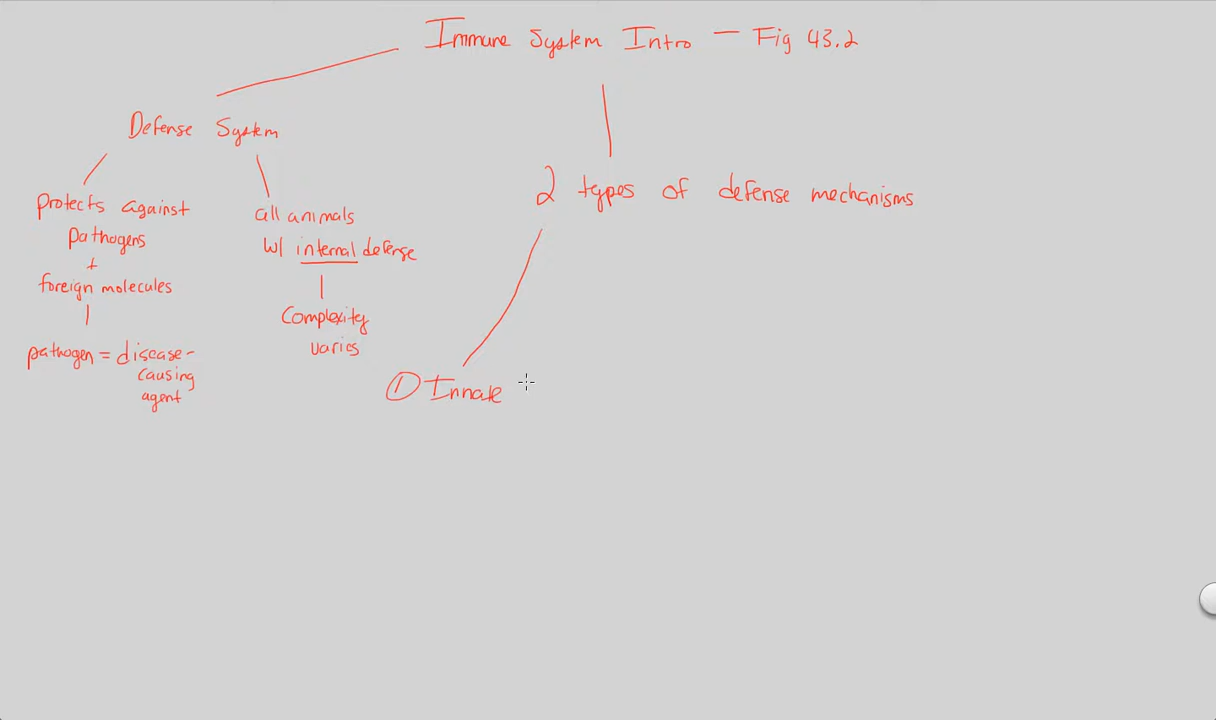 Immune System Intro — Fig 43.2
Defense System
Protects against
pathogens
+
foreign molecules
pathogen = disease-
causing
agent
all animals
w/ internal defense
Complexity
varies
2 types of defense mechanisms
① Innate